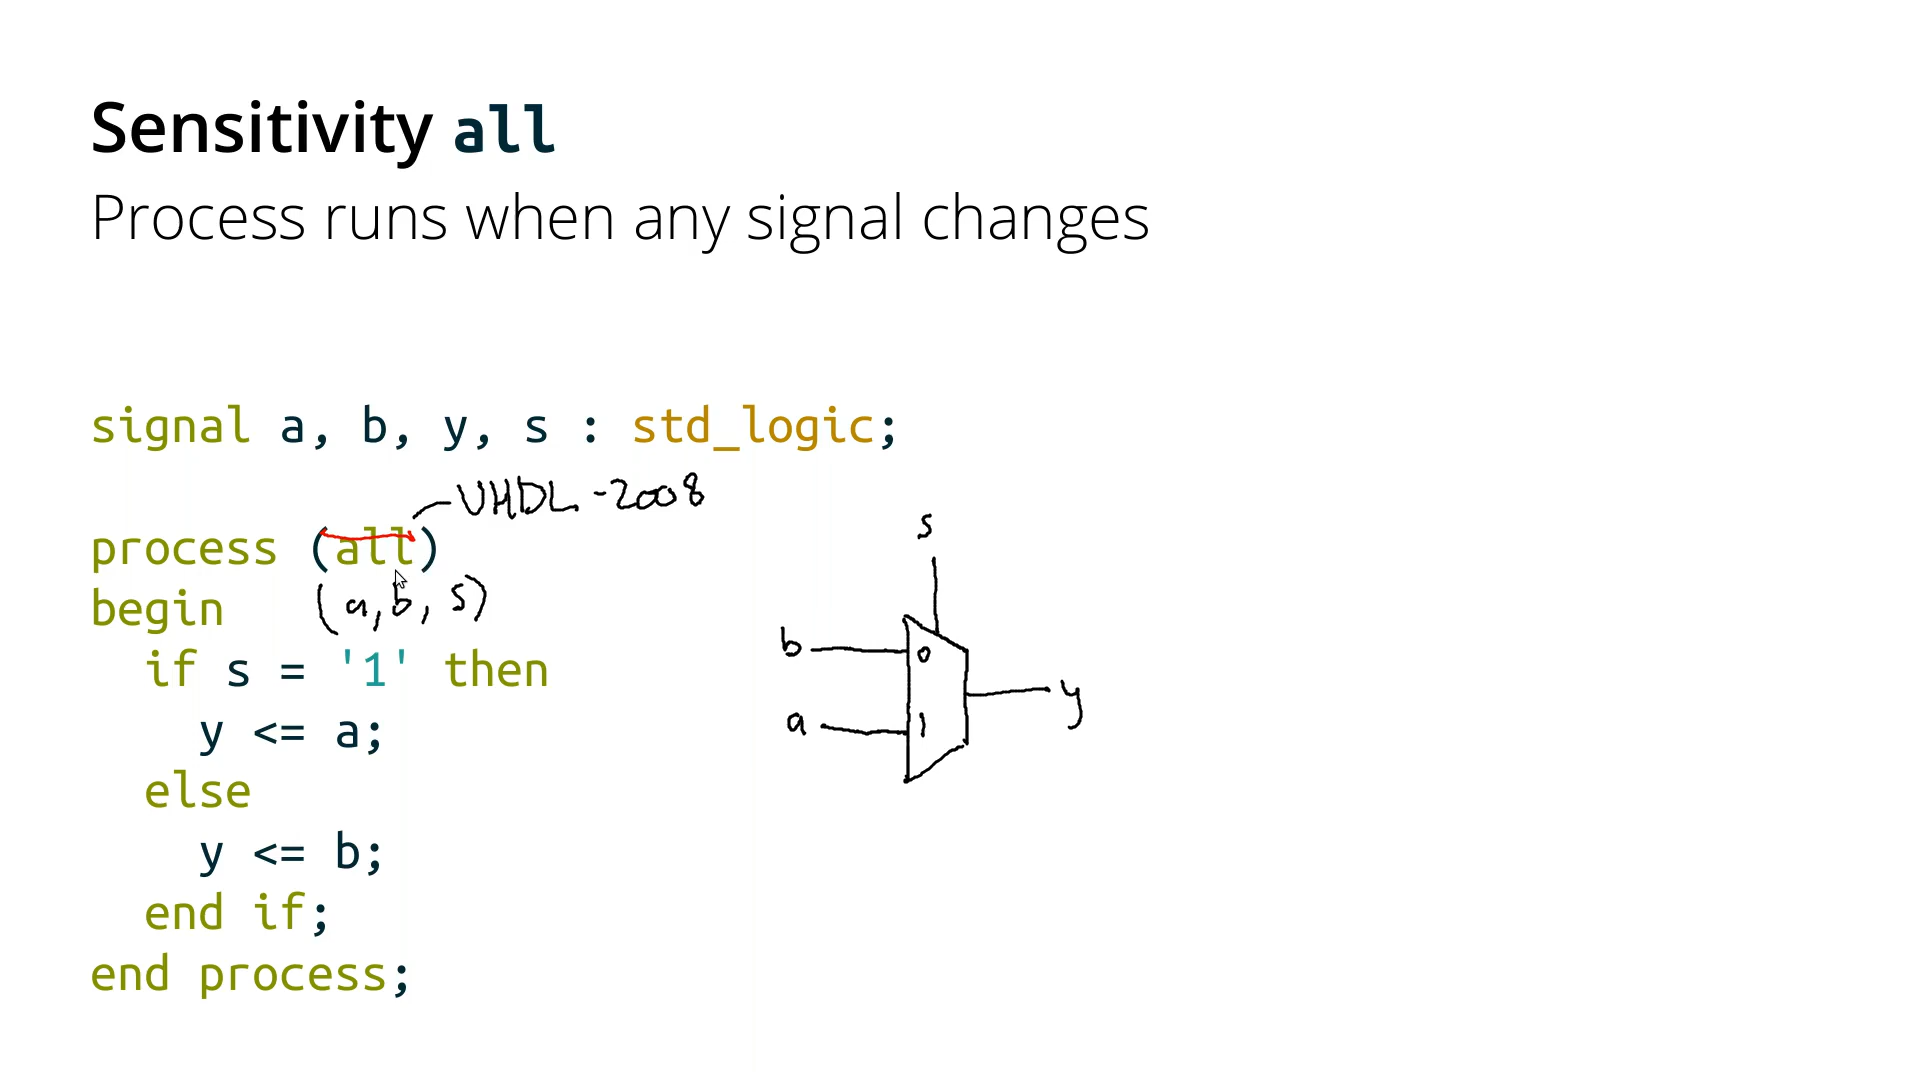 Sensitivity all
Process runs when any signal changes
signal a, b, y, s : std_logic;
VHDL-2008
process (all)
(a, b, s)
begin
if s = '1' then
y <= a;
else
y <= b;
end if;
end process;
s
b
0
a
1
y